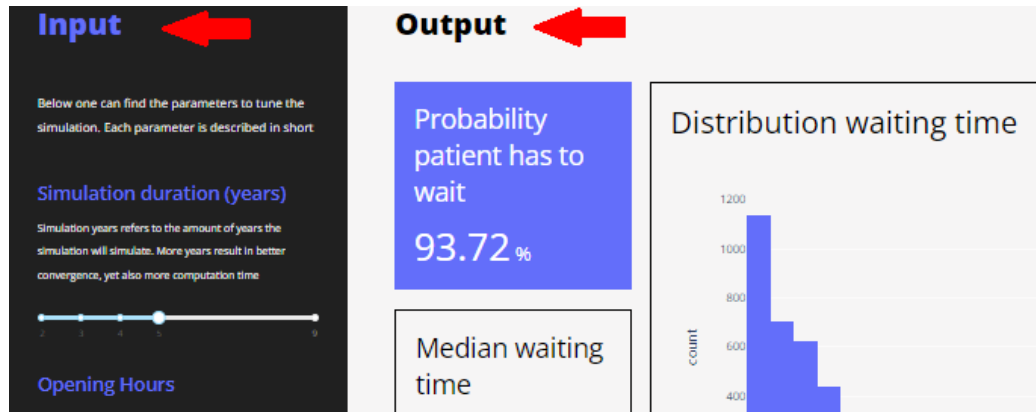 Input
Below one can find the parameters to tune the
simulation. Each parameter is described in short
Simulation duration (years)
Simulation years refers to the amount of years the
simulation will simulate. More years result in better
convergence, yet also more computation time
2 3 4 5 9
Opening Hours
Output
Probability
patient has to
wait
93.72 %
Median waiting
time
Distribution waiting time
1200
1000
800
600
400
count